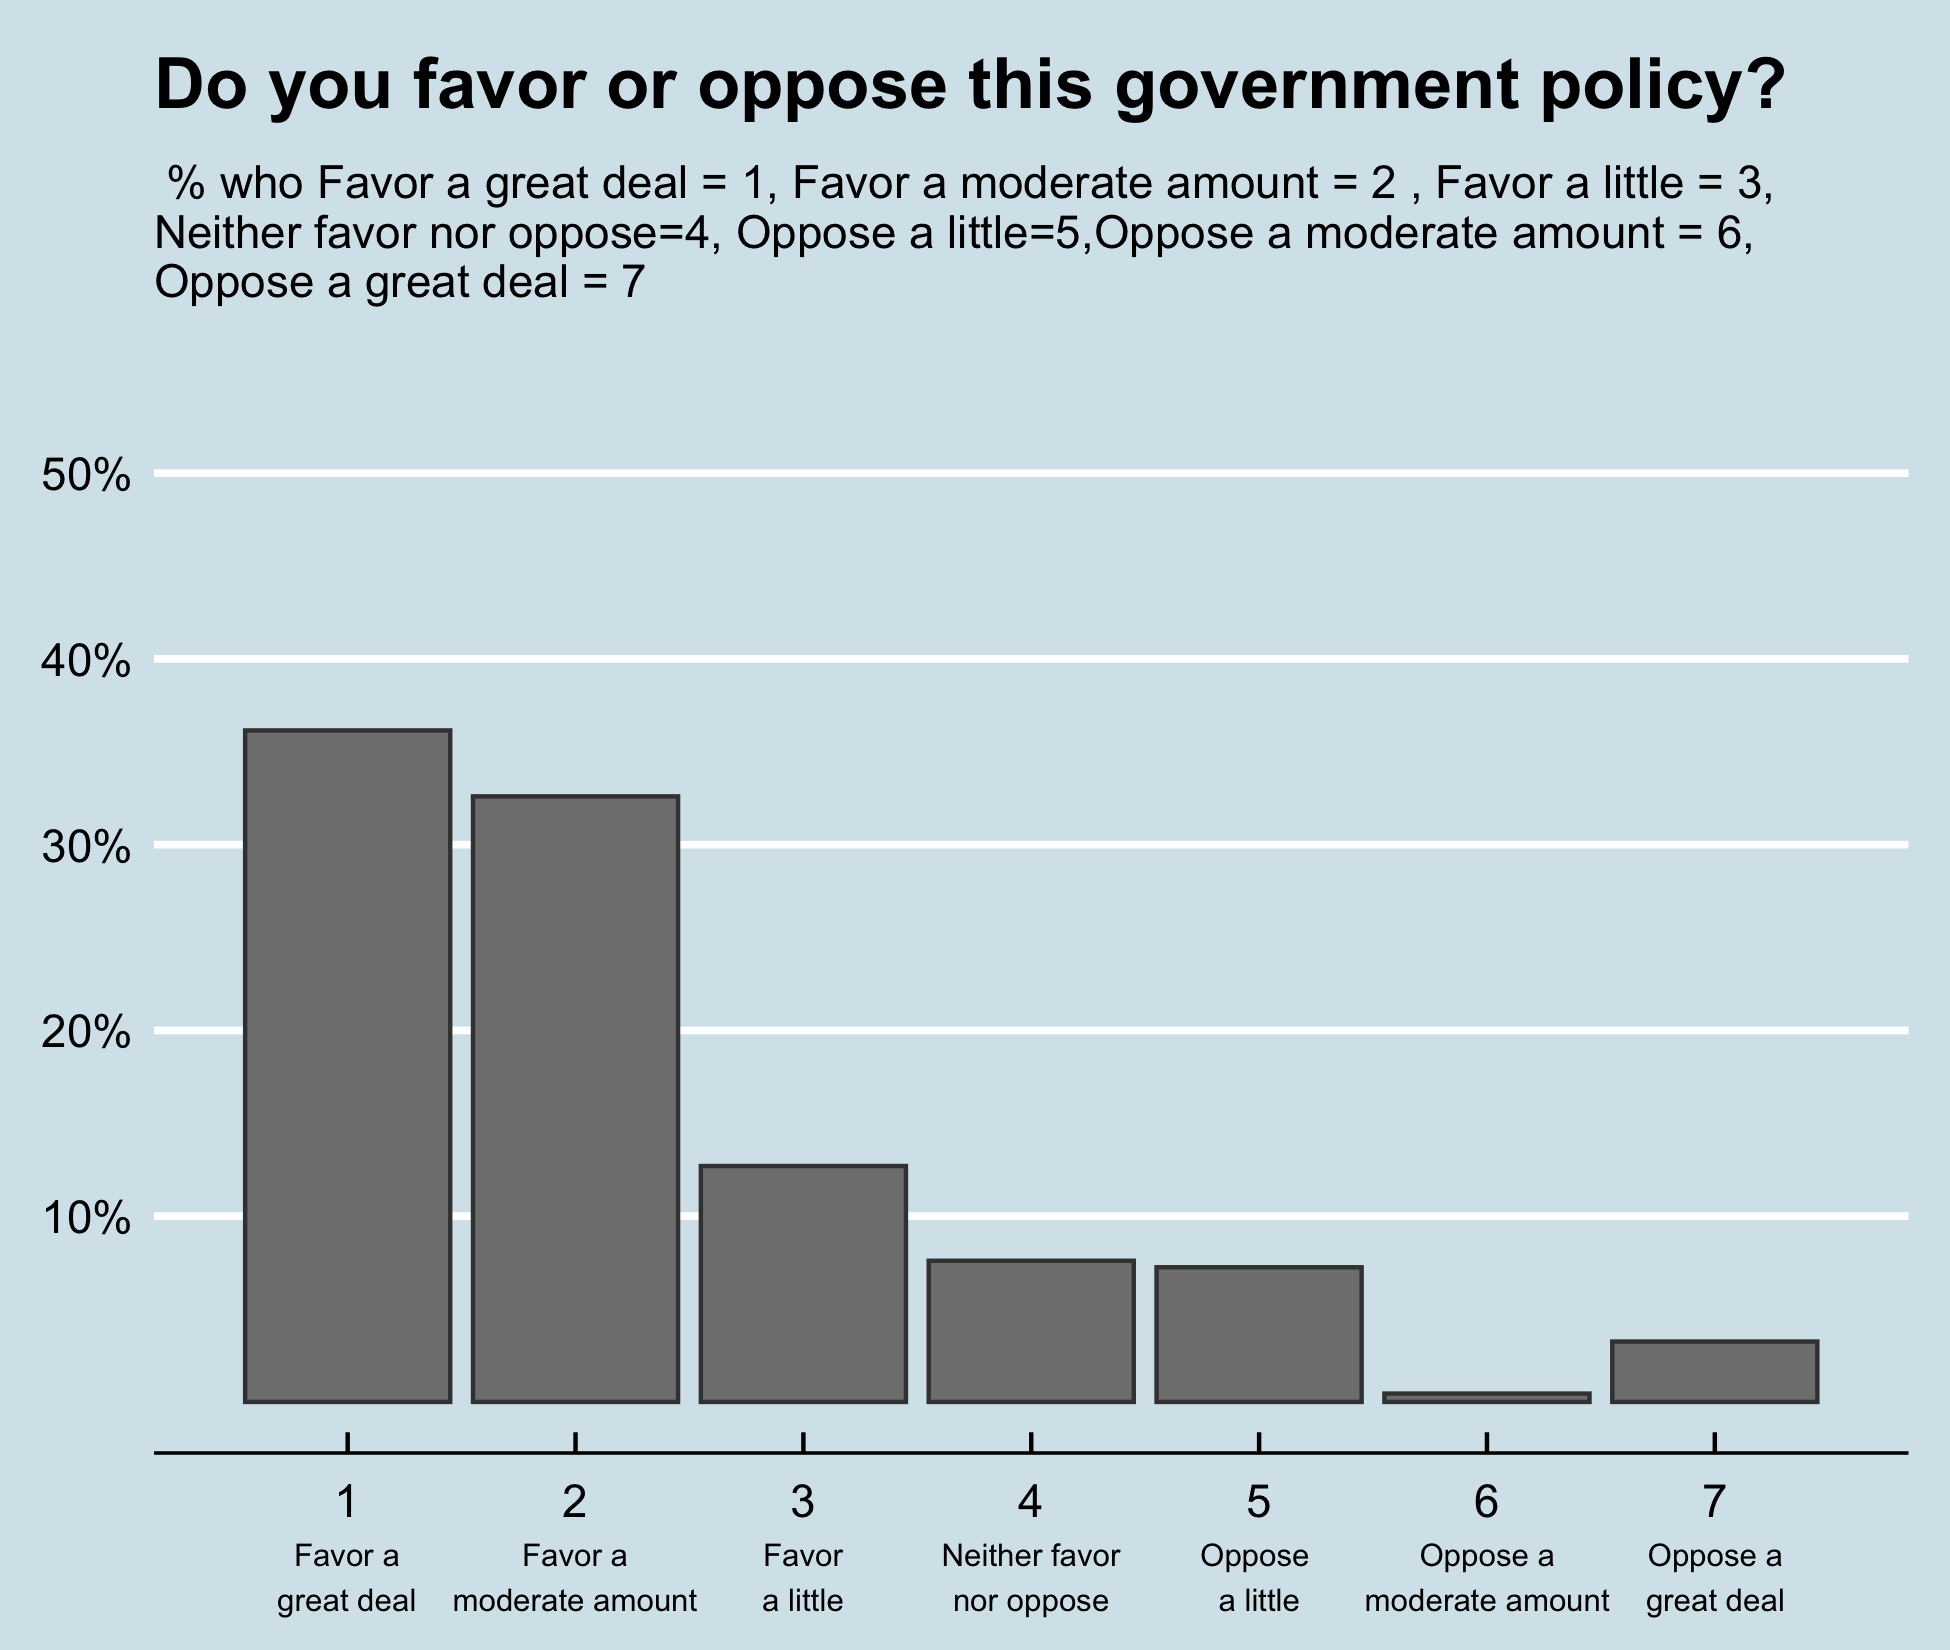 Do you favor or oppose this government policy?
% who Favor a great deal = 1, Favor a moderate amount = 2 , Favor a little = 3,
Neither favor nor oppose=4, Oppose a little=5,Oppose a moderate amount = 6,
Oppose a great deal = 7
50%
40%
30%
20%
10%
1 2 3 4 5 6 7
Favor a Favor a Favor Neither favor Oppose Oppose a Oppose a
great deal moderate amount a little nor oppose a little moderate amount great deal